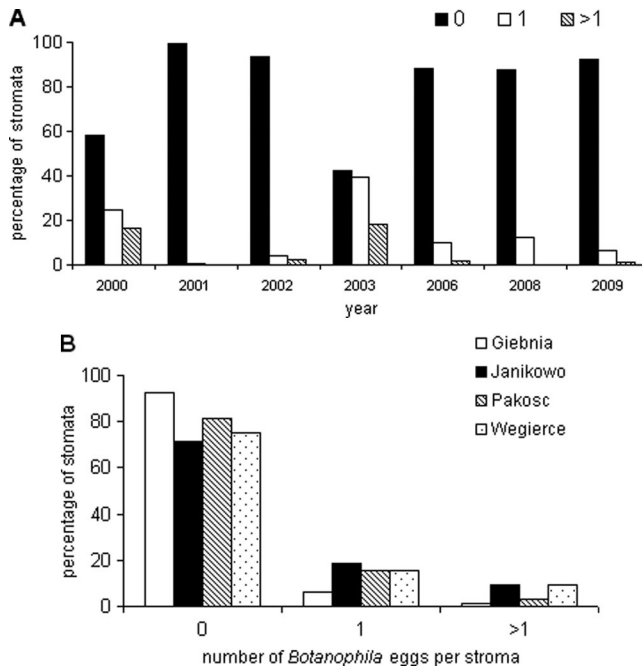 A
0 1 >1
percentage of stromata
100
80
60
40
20
0
2000 2001 2002 2003 2006 2008 2009
year
B
Giebnia
Janikowo
Pakosc
Wegierce
percentage of stomata
100
80
60
40
20
0
0 1 >1
number of Botanophila eggs per stroma